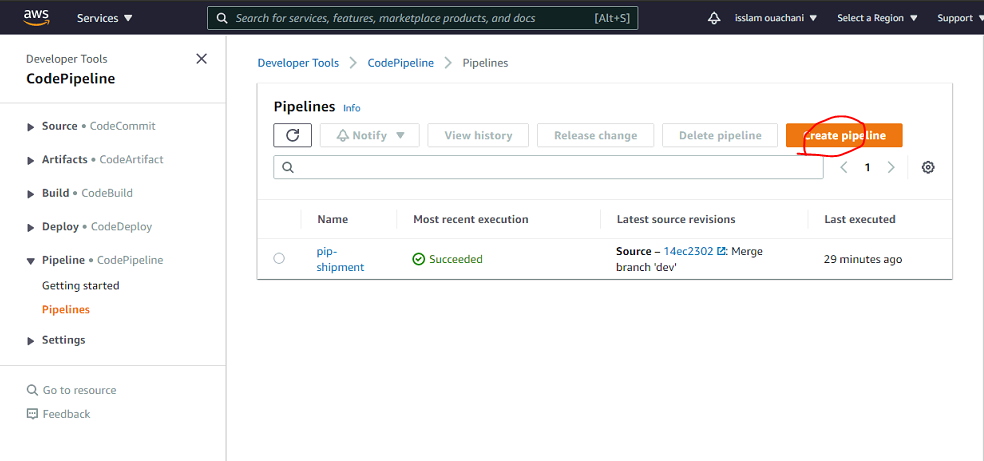 aws Services Search for services, features, marketplace products, and docs [Alt+S] isslam ouachani Select a Region Support
Developer Tools
CodePipeline
Source • CodeCommit
Artifacts • CodeArtifact
Build • CodeBuild
Deploy • CodeDeploy
Pipeline • CodePipeline
Getting started
Pipelines
Settings
Go to resource
Feedback
Developer Tools CodePipeline Pipelines
Pipelines Info
Notify View history Release change Delete pipeline Create pipeline
1
Name Most recent execution Latest source revisions Last executed
pip-
shipment
Succeeded
Source – 14ec2302: Merge
branch 'dev'
29 minutes ago